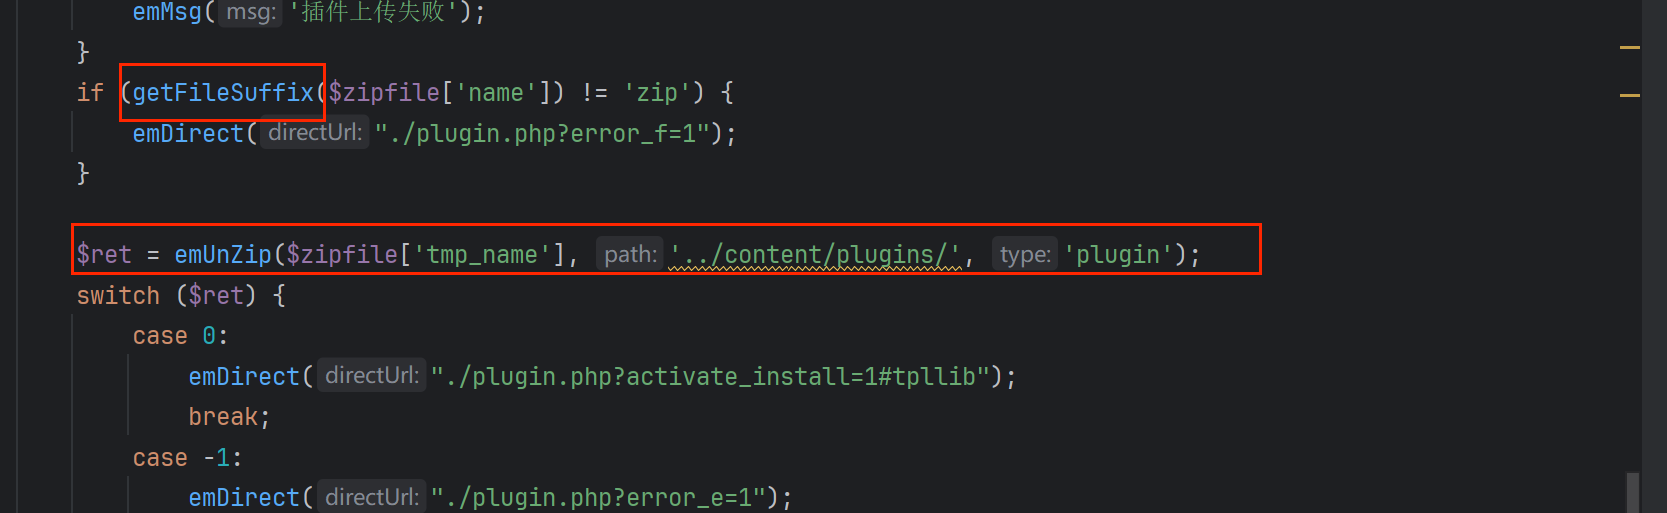 emMsg( msg: '插件上传失败');
}
if (getFileSuffix($zipfile['name']) != 'zip') {
emDirect( directUrl: "./plugin.php?error_f=1");
}
$ret = emUnZip($zipfile['tmp_name'], path: '../content/plugins/', type: 'plugin');
switch ($ret) {
case 0:
emDirect( directUrl: "./plugin.php?activate_install=1#tpllib");
break;
case -1:
emDirect( directUrl: "./plugin.php?error_e=1");